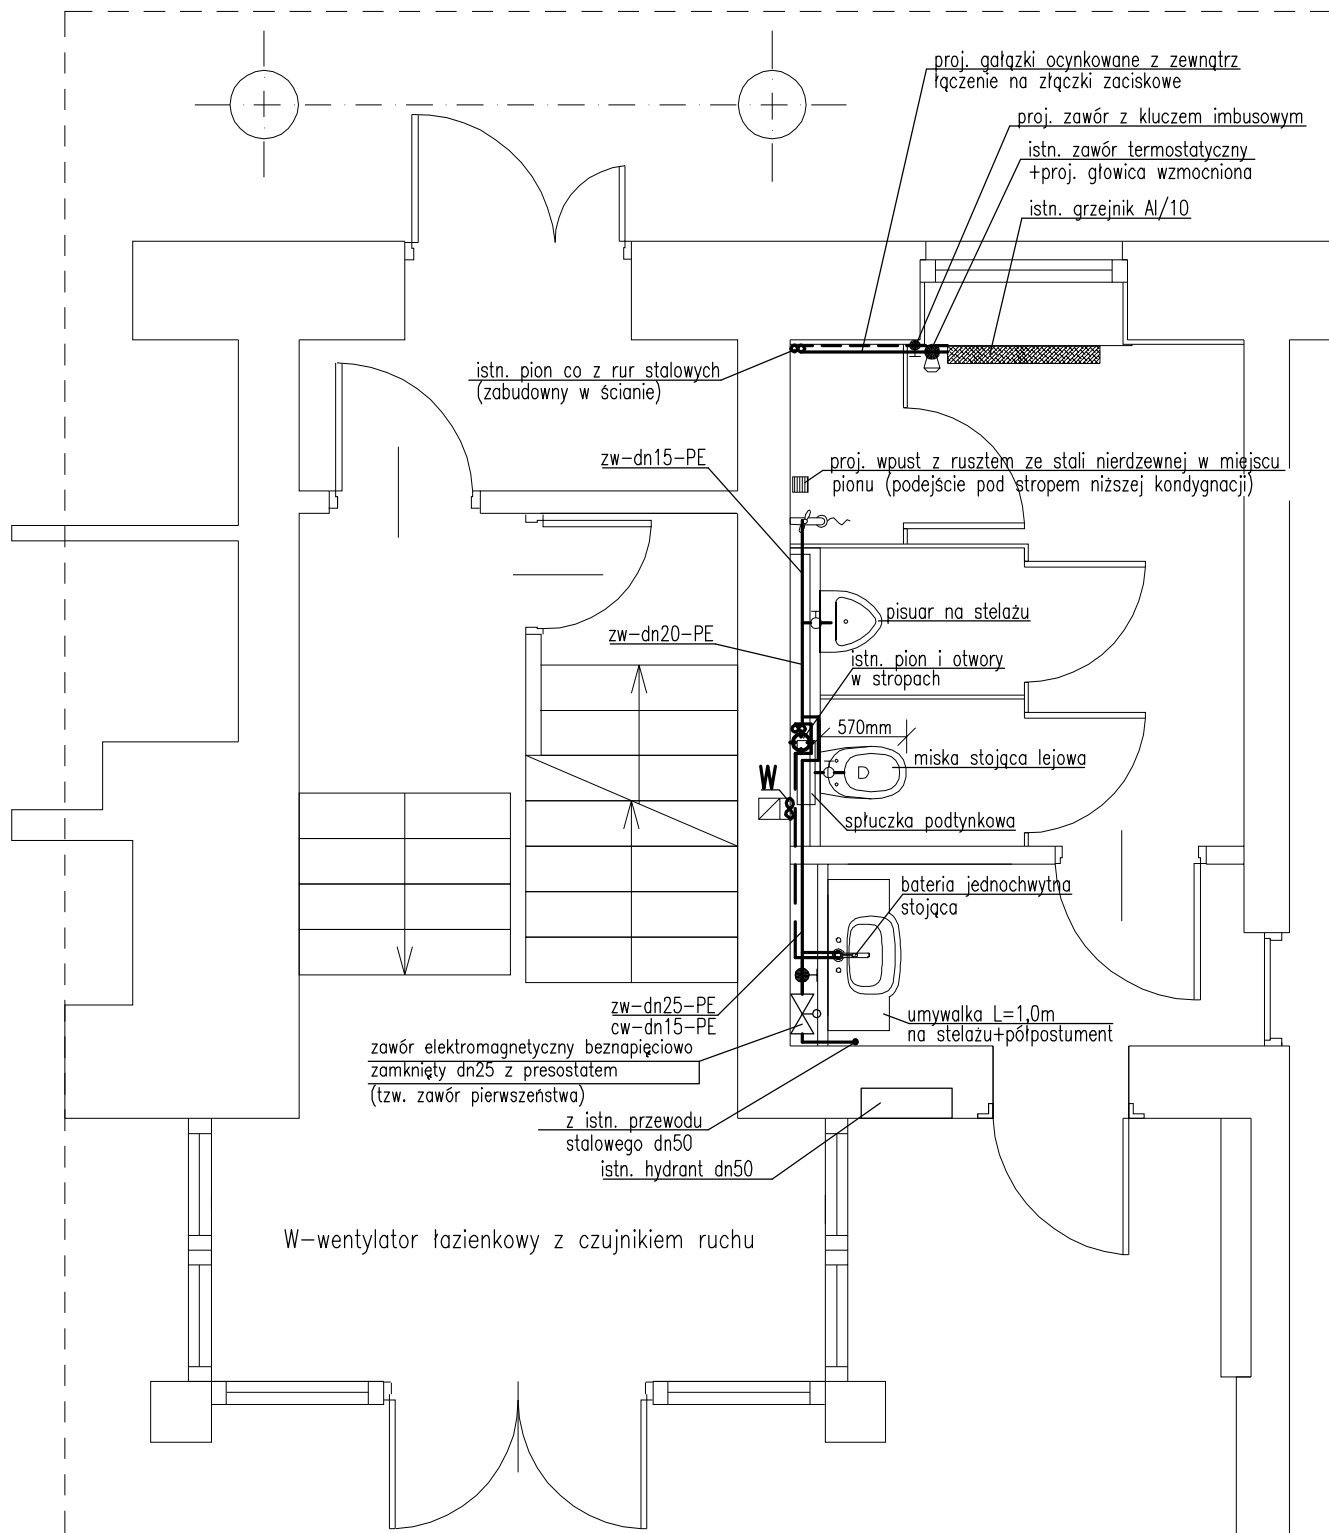 proj. gałązki ocynkowane z zewnątrz
łączenie na złączki zaciskowe
proj. zawór z kluczem imbusowym
istn. zawór termostatyczny
+proj. głowica wzmocniona
istn. grzejnik Al/10
istn. pion co z rur stalowych
(zabudowny w ścianie)
zw-dn15-PE
proj. wpust z rusztem ze stali nierdzewnej w miejscu
pionu (podejście pod stropem niższej kondygnacji)
pisuar na stelażu
zw-dn20-PE
istn. pion i otwory
w stropach
570mm
miska stojąca lejowa
W
spłuczka podtynkowa
bateria jednochwytna
stojąca
zw-dn25-PE
cw-dn15-PE
umywalka L=1,0m
na stelażu+półpostument
zawór elektromagnetyczny beznapięciowo
zamknięty dn25 z presostatem
(tzw. zawór pierwszeństwa)
z istn. przewodu
stalowego dn50
istn. hydrant dn50
W-wentylator łazienkowy z czujnikiem ruchu